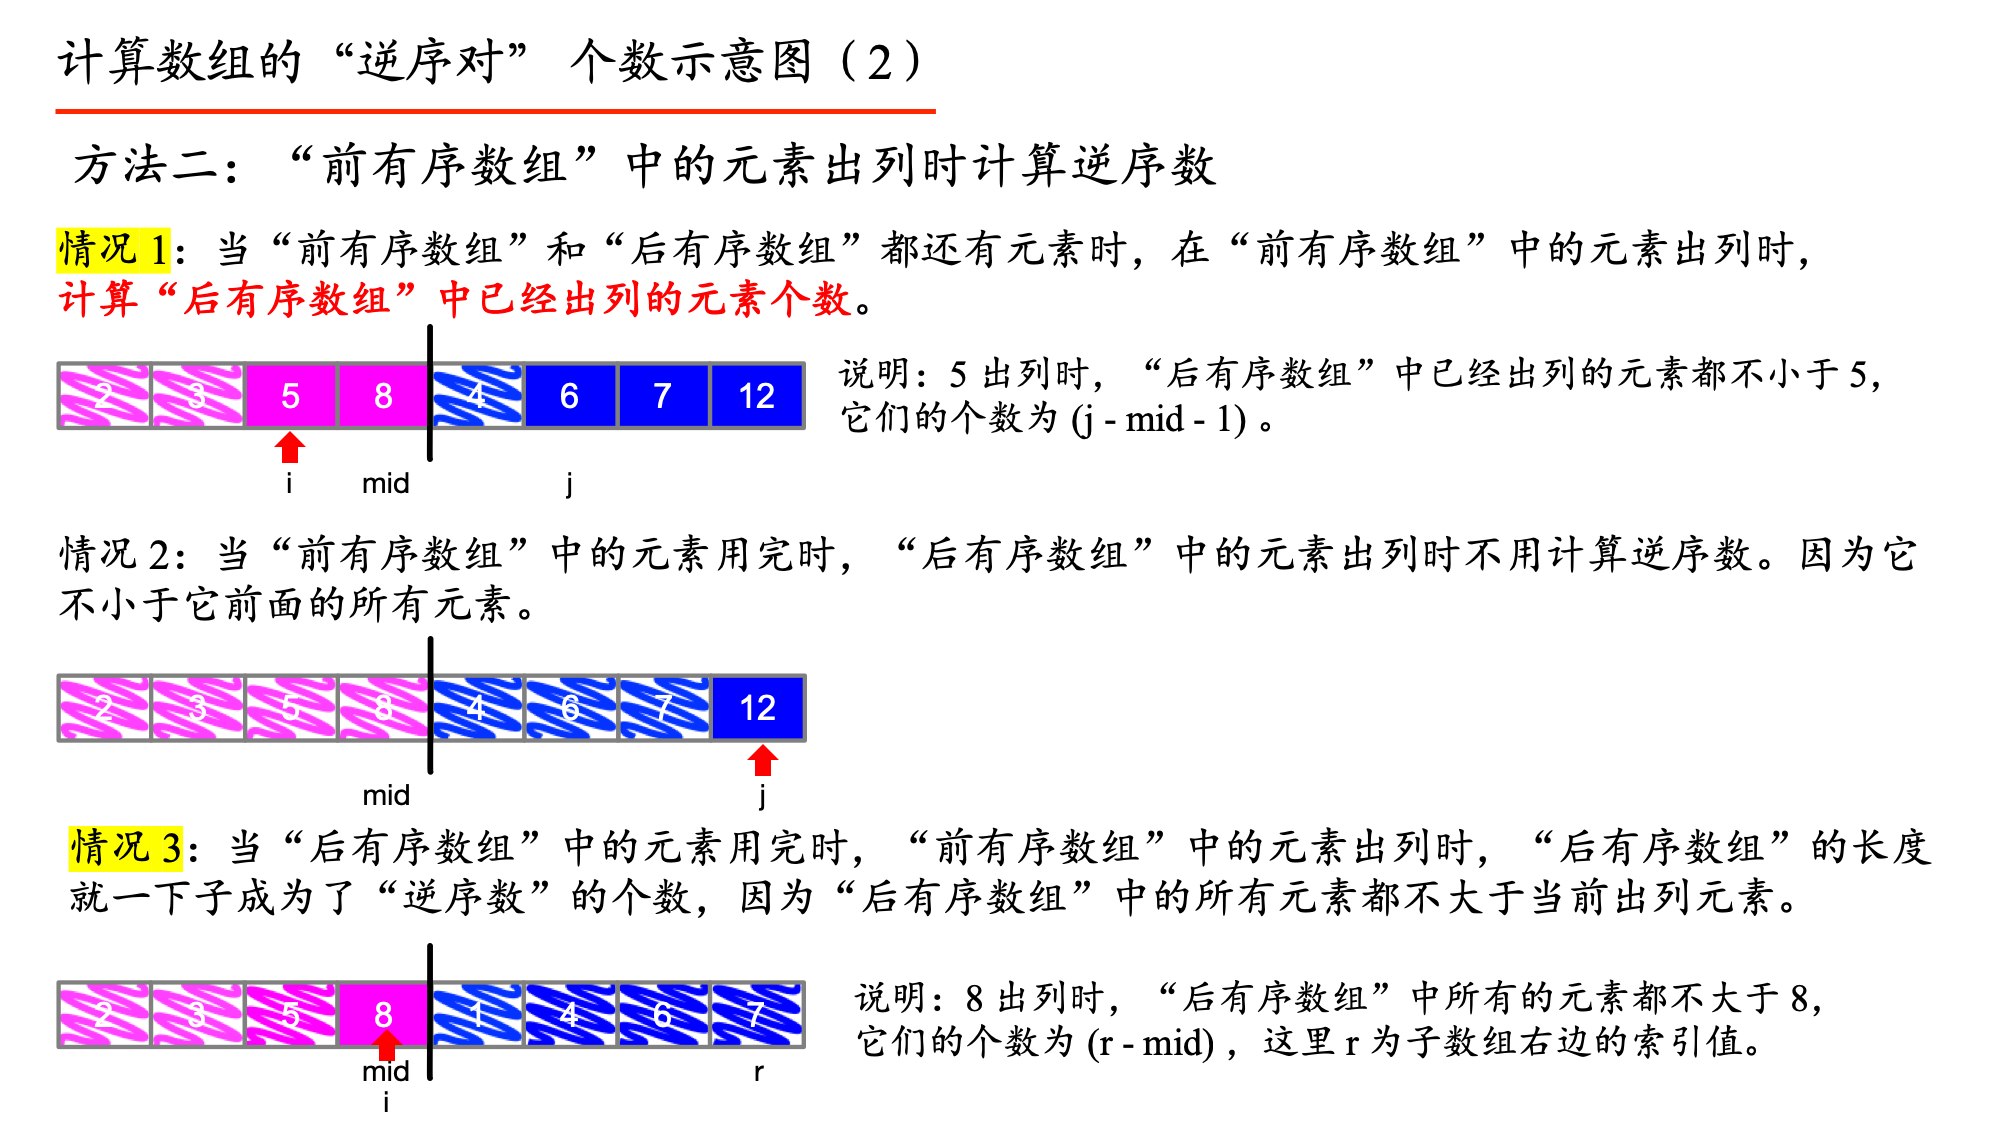 计算数组的“逆序对” 个数示意图（2）
方法二：“前有序数组”中的元素出列时计算逆序数
情况 1：当“前有序数组”和“后有序数组”都还有元素时，在“前有序数组”中的元素出列时，
计算“后有序数组”中已经出列的元素个数。
2 3 5 8 4 6 7 12
i mid j
说明：5 出列时，“后有序数组”中已经出列的元素都不小于 5，
它们的个数为 (j - mid - 1) 。
情况 2：当“前有序数组”中的元素用完时，“后有序数组”中的元素出列时不用计算逆序数。因为它
不小于它前面的所有元素。
2 3 5 8 4 6 7 12
mid j
情况 3：当“后有序数组”中的元素用完时，“前有序数组”中的元素出列时，“后有序数组”的长度
就一下子成为了“逆序数”的个数，因为“后有序数组”中的所有元素都不大于当前出列元素。
2 3 5 8 1 4 6 7
mid r
i
说明：8 出列时，“后有序数组”中所有的元素都不大于 8，
它们的个数为 (r - mid) ，这里 r 为子数组右边的索引值。